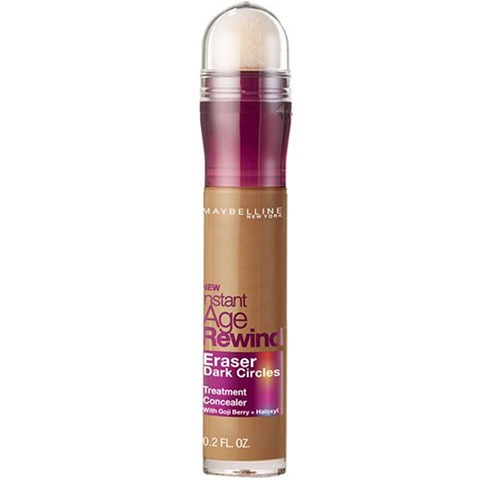 MAYBELLINE
NEW YORK
NEW
Instant
Age
Rewind
Eraser
Dark Circles
Treatment
Concealer
With Goji Berry + Haloxyl
0.2 FL. OZ.